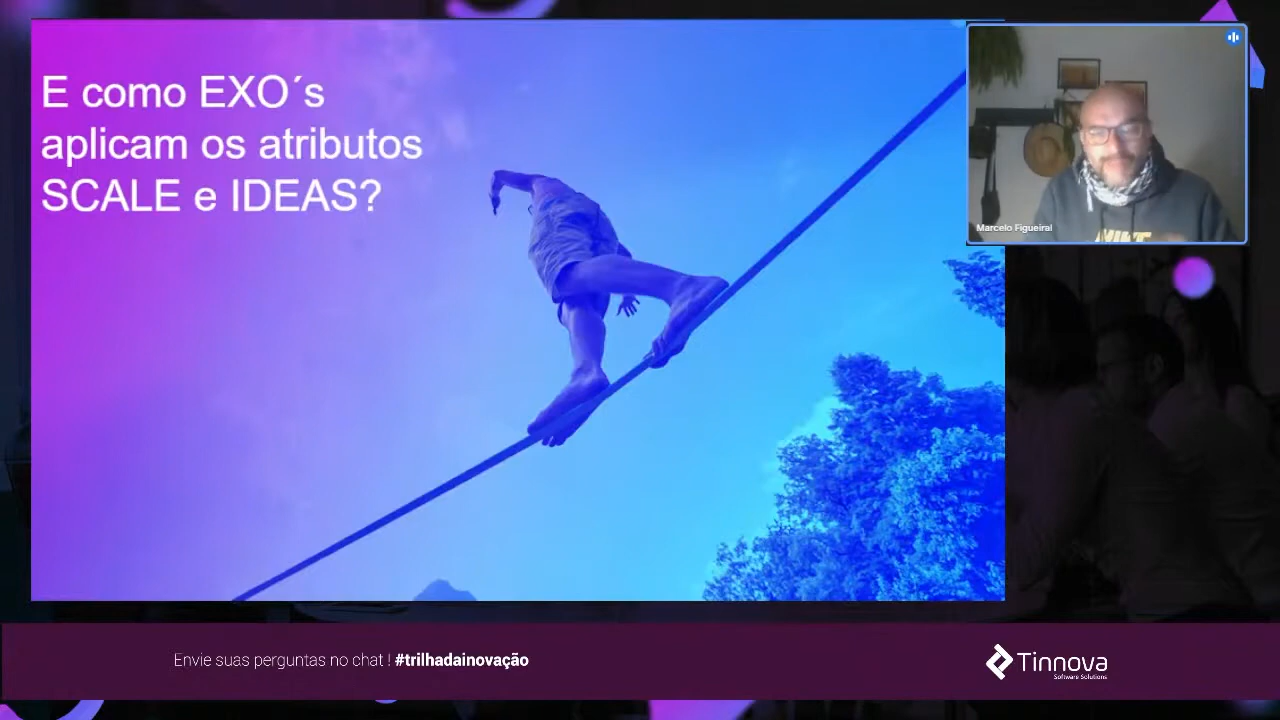 E como EXO´s
aplicam os atributos
SCALE e IDEAS?
Marcelo Figueiral
Envie suas perguntas no chat ! #trilhadainovação
Tinnova
Software Solutions